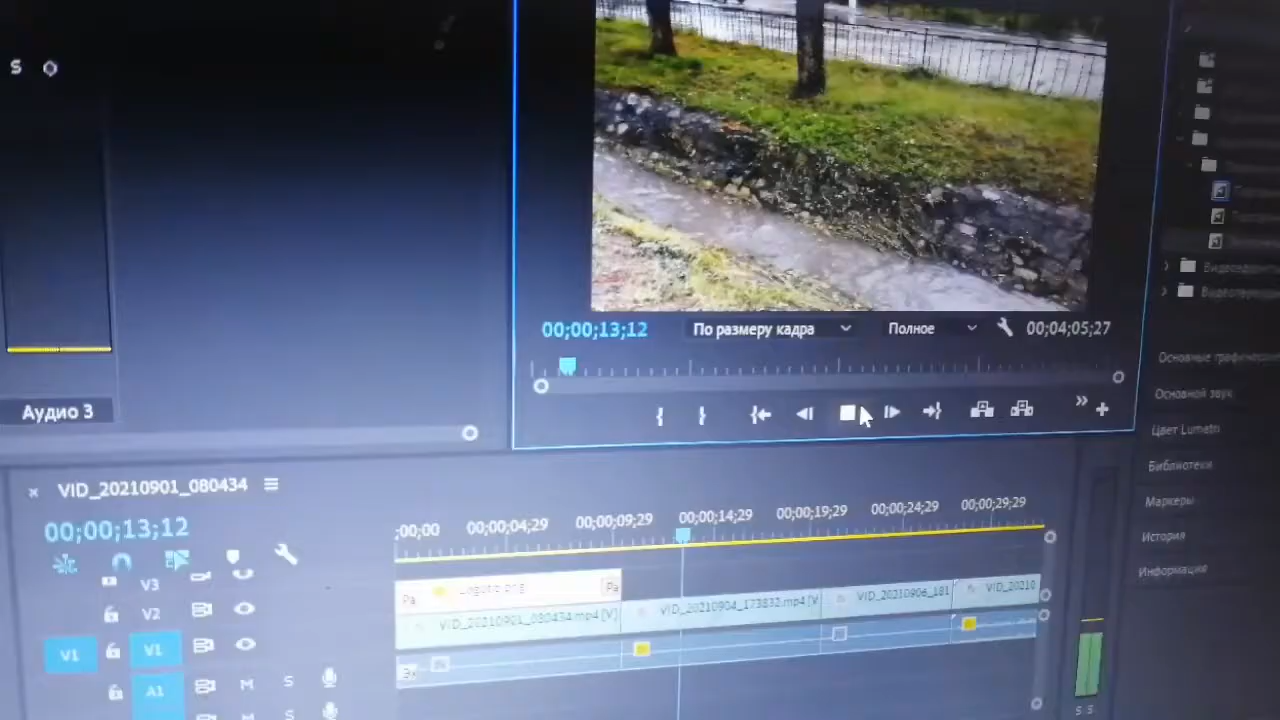 S
00;00;13;12
По размеру кадра
Полное
00;04;05;27
Аудио 3
Основные графические
Основной звук
Цвет Lumetri
Библиотеки
Маркеры
История
Информация
× VID_20210901_080434
00;00;13;12
;00;00 00;00;04;29 00;00;09;29 00;00;14;29 00;00;19;29 00;00;24;29 00;00;29;29
V3
V2
V1 V1
A1 M S
M S
VID_20210901_080434.mp4 [V] VID_20210904_173832.mp4 [V VID_20210906_181 VID_20210
S S